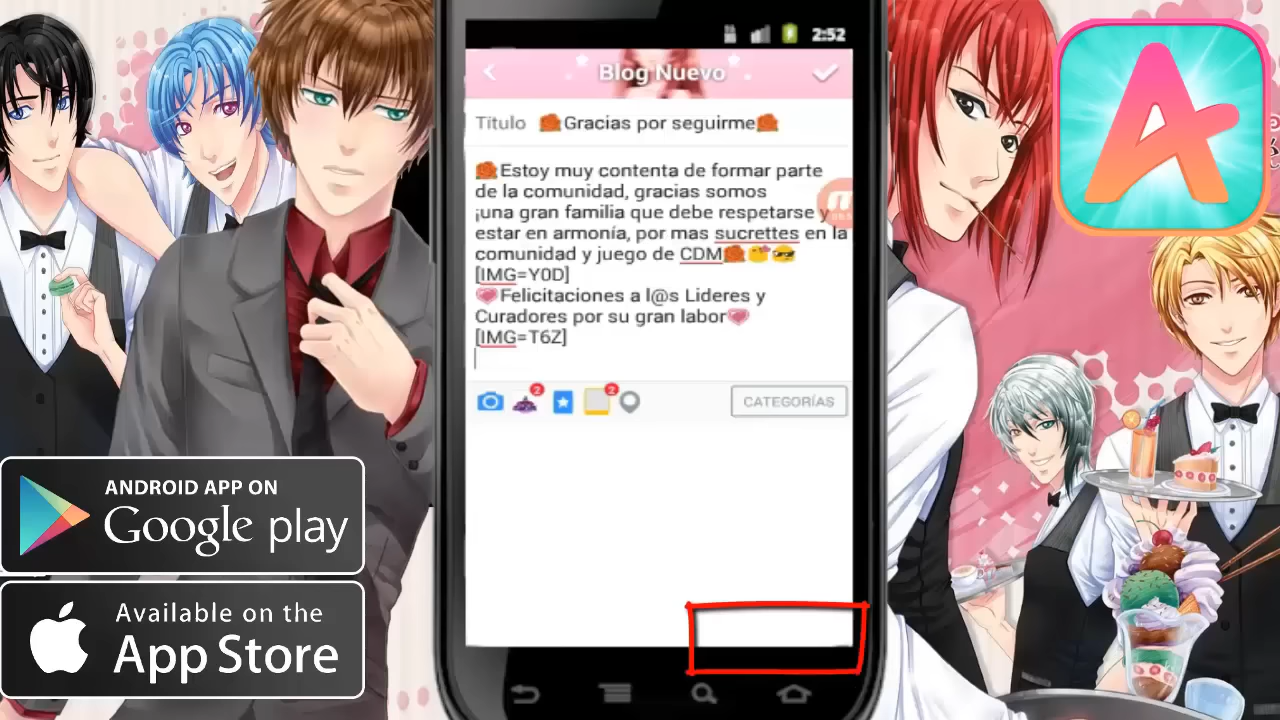 2:52
Blog Nuevo
Titulo Gracias por seguirme
Estoy muy contenta de formar parte
de la comunidad, gracias somos
¡una gran familia que debe respetarse y
estar en armonía, por mas sucrettes en la
comunidad y juego de CDM
[IMG=Y0D]
Felicitaciones a l@s Lideres y
Curadores por su gran labor
[IMG=T6Z]
2
2
CATEGORÍAS
ANDROID APP ON
Google play
Available on the
App Store
A